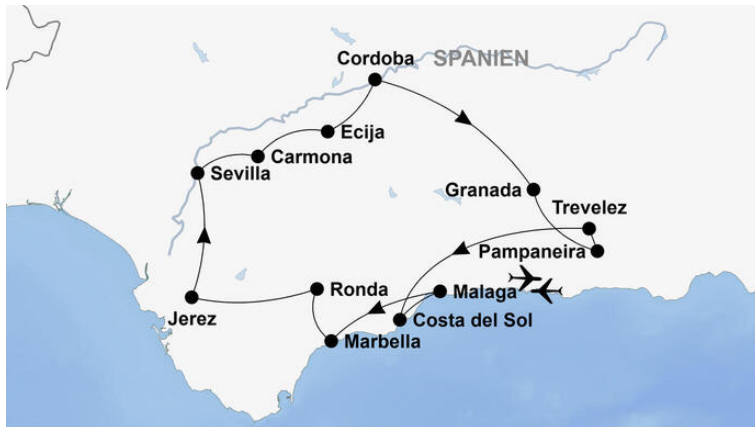 Cordoba
SPANIEN
Ecija
Carmona
Sevilla
Granada
Trevelez
Pampaneira
Ronda
Malaga
Jerez
Costa del Sol
Marbella